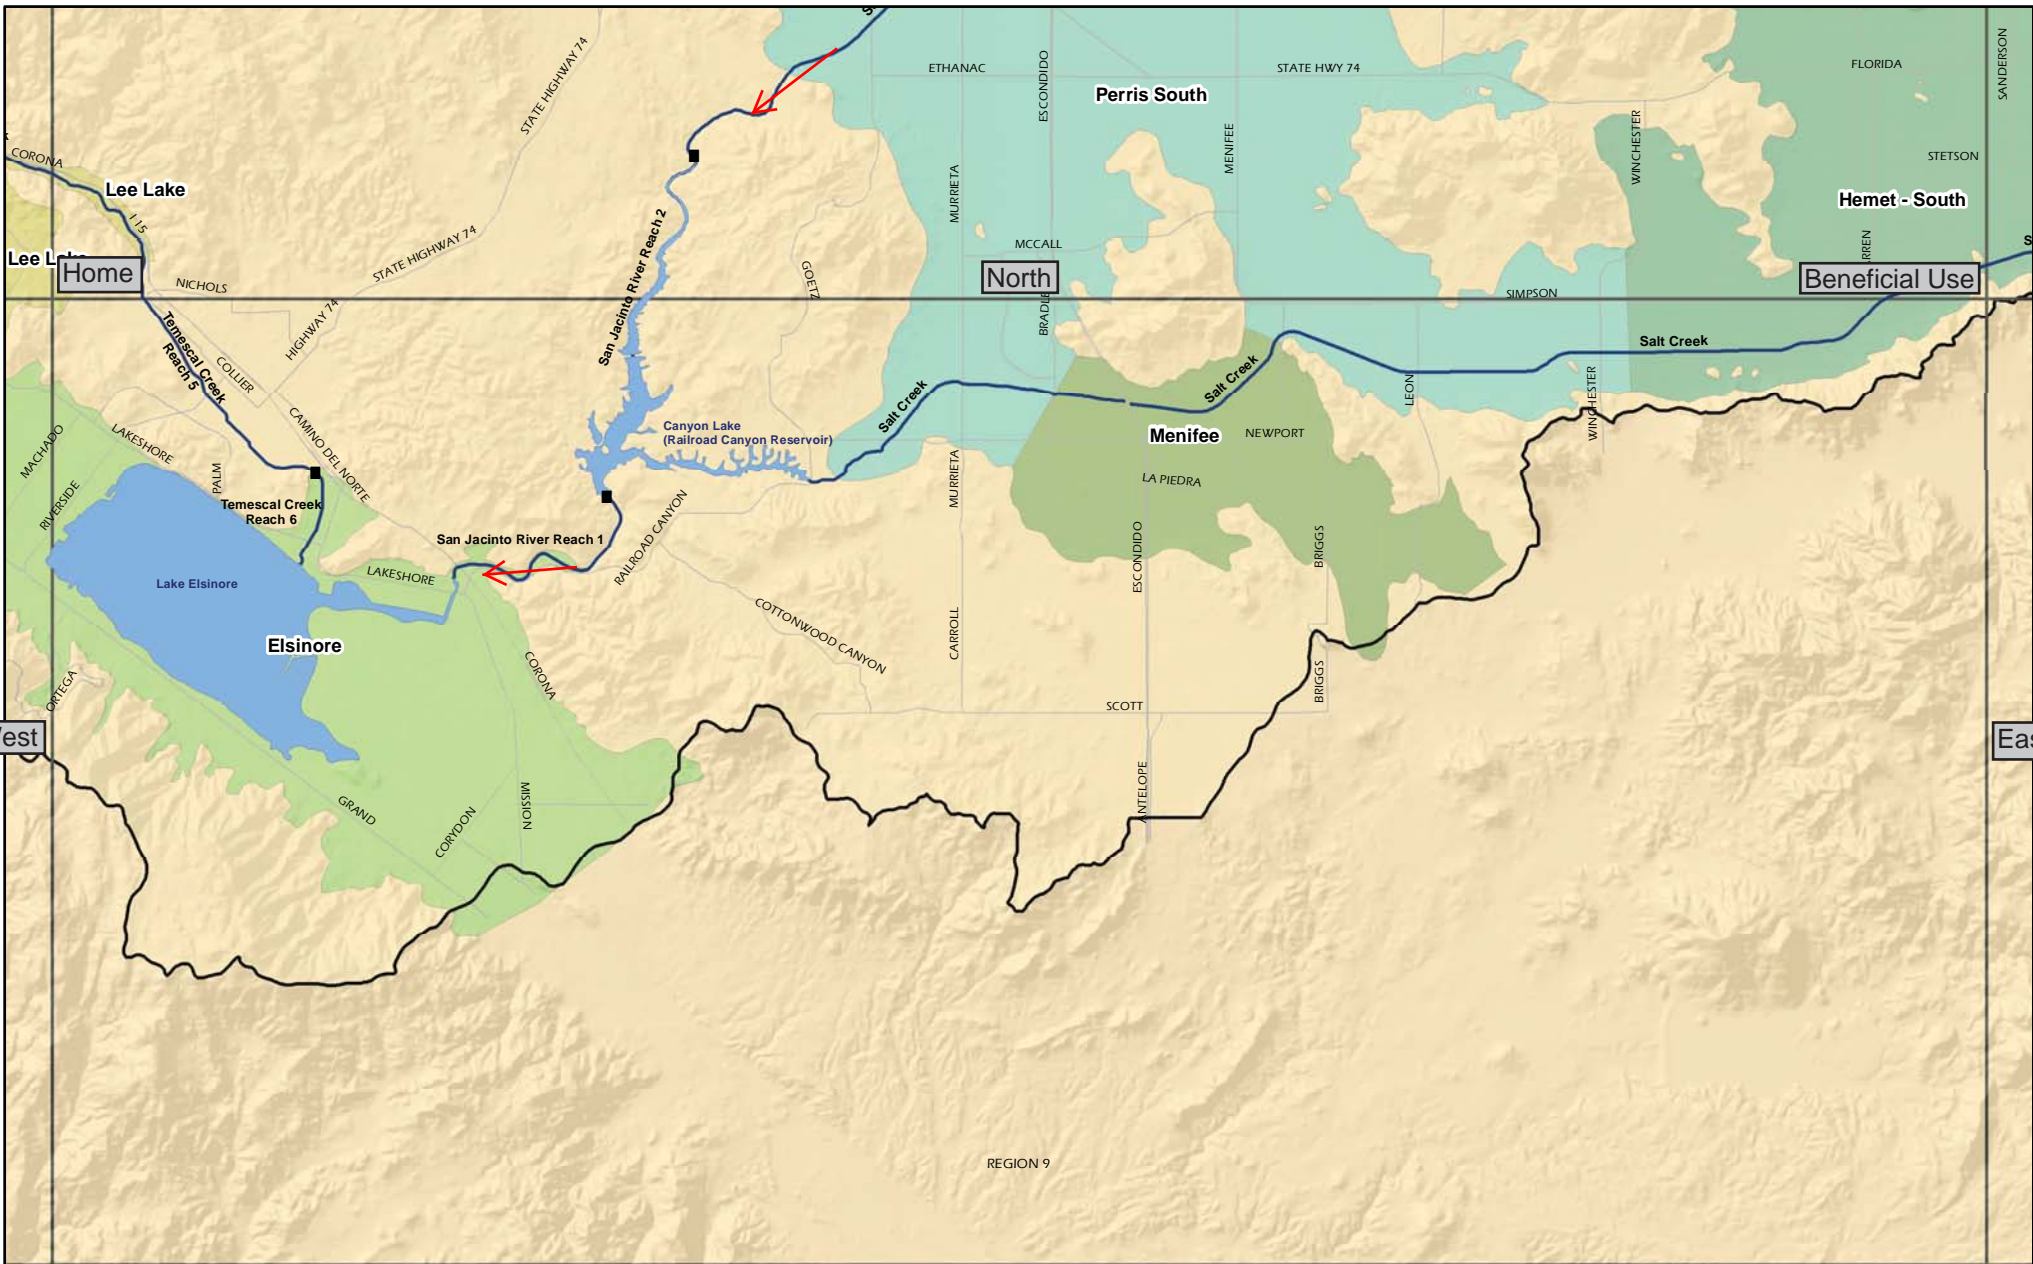 ETHANAC
STATE HWY 74
FLORIDA
SANDERSON
STATE HIGHWAY 74
ESCONDIDO
Perris South
MENIFEE
WINCHESTER
STETSON
CORONA
Lee Lake
I 15
MURRIETA
Hemet - South
STATE HIGHWAY 74
San Jacinto River Reach 2
MCCALL
Home
North
Beneficial Use
NICHOLS
GOETZ
SIMPSON
HIGHWAY 74
Temescal Creek
Reach 5
COLLIER
Salt Creek
Salt Creek
Salt Creek
LEON
WINCHESTER
CAMINO DEL NORTE
Canyon Lake
(Railroad Canyon Reservoir)
Menifee
NEWPORT
MACHADO
LAKESHORE
PALM
RIVERSIDE
MURRIETA
LA PIEDRA
Temescal Creek
Reach 6
San Jacinto River Reach 1
RAILROAD CANYON
ESCONDIDO
BRIGGS
Lake Elsinore
LAKESHORE
COTTONWOOD CANYON
CARROLL
Elsinore
CORONA
ORTEGA
BRIGGS
SCOTT
ANTELOPE
MISSION
GRAND
CORYDON
REGION 9